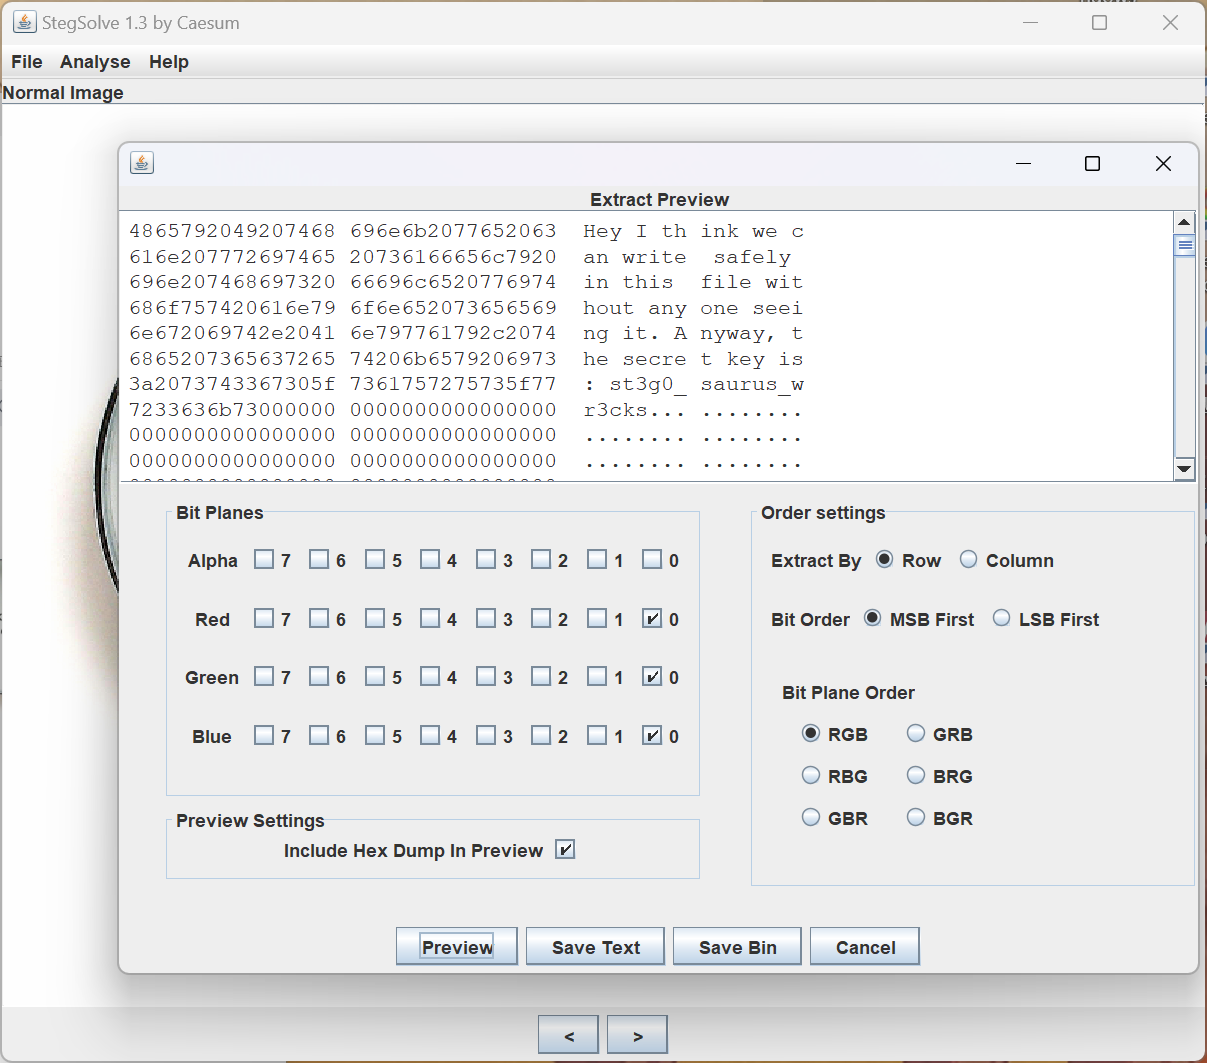 StegSolve 1.3 by Caesum
File Analyse Help
Normal Image
Extract Preview
4865792049207468 696e6b2077652063 Hey I th ink we c
616e207772697465 20736166656c7920 an write  safely 
696e207468697320 66696c6520776974 in this  file wit
686f757420616e79 6f6e652073656569 hout any one seei
6e672069742e2041 6e797761792c2074 ng it. A nyway, t
6865207365637265 74206b6579206973 he secre t key is
3a2073743367305f 7361757275735f77 : st3g0_ saurus_w
7233636b73000000 0000000000000000 r3cks... ........
0000000000000000 0000000000000000 ........ ........
0000000000000000 0000000000000000 ........ ........
Bit Planes
Alpha 7 6 5 4 3 2 1 0
Red 7 6 5 4 3 2 1 0
Green 7 6 5 4 3 2 1 0
Blue 7 6 5 4 3 2 1 0
Preview Settings
Include Hex Dump In Preview
Order settings
Extract By Row Column
Bit Order MSB First LSB First
Bit Plane Order
RGB GRB
RBG BRG
GBR BGR
Preview Save Text Save Bin Cancel
< >